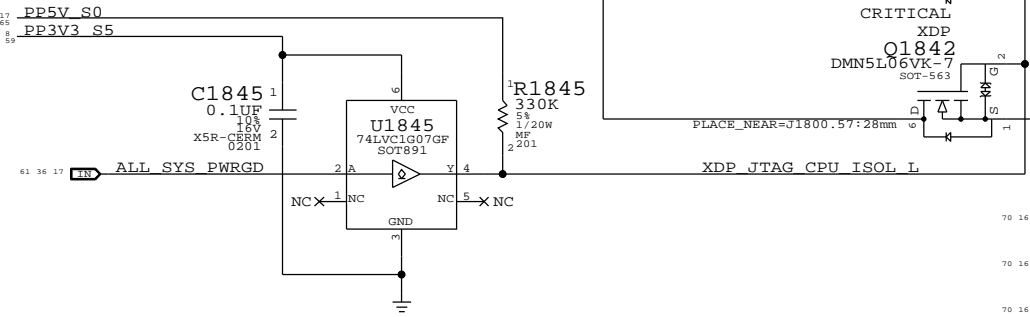 17
65
PP5V_S0
8
59
PP3V3_S5
C1845
0.1UF
10%
16V
X5R-CERM
0201
1
2
6
VCC
U1845
74LVC1G07GF
SOT891
2 A
Y 4
NC 1 NC
NC 5 NC
GND
3
1
R1845
330K
5%
1/20W
MF
201
2
61 36 17 IN ALL_SYS_PWRGD
XDP_JTAG_CPU_ISOL_L
CRITICAL
XDP
Q1842
DMN5L06VK-7
SOT-563
2
G
D
S
6
1
PLACE_NEAR=J1800.57:28mm
70 16
70 16
70 16